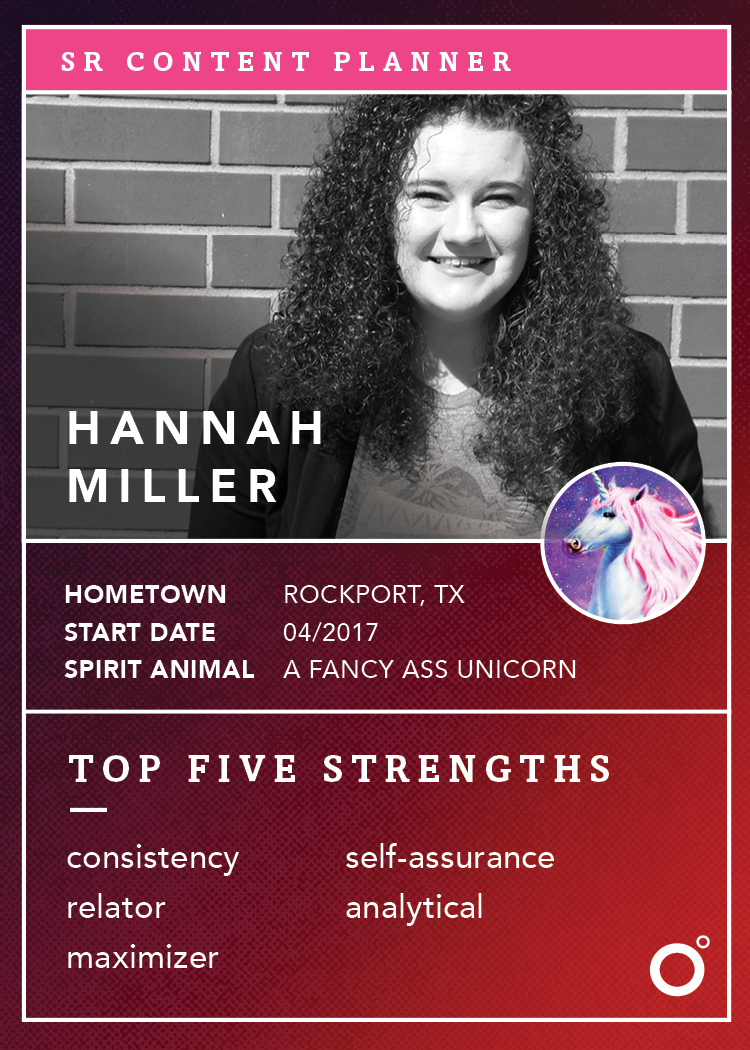 SR CONTENT PLANNER
HANNAH
MILLER
HOMETOWN ROCKPORT, TX
START DATE 04/2017
SPIRIT ANIMAL A FANCY ASS UNICORN
TOP FIVE STRENGTHS
consistency
relator
maximizer
self-assurance
analytical